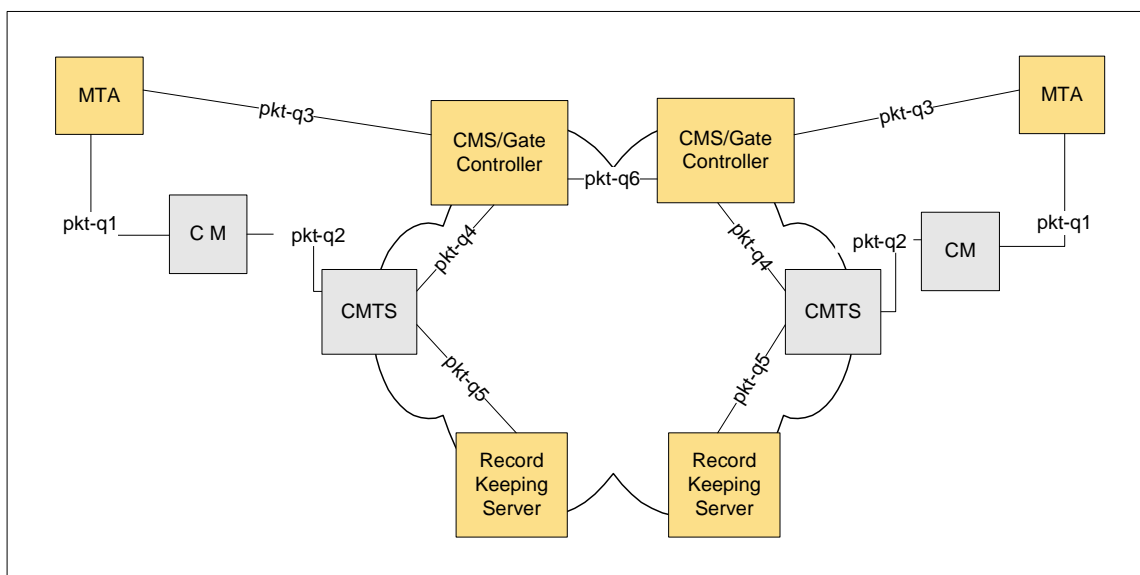 MTA
MTA
pkt-q3
pkt-q3
CMS/Gate
Controller
CMS/Gate
Controller
pkt-q6
pkt-q1
C M
pkt-q2
pkt-q4
pkt-q4
pkt-q2
CM
pkt-q1
CMTS
CMTS
pkt-q5
pkt-q5
Record
Keeping
Server
Record
Keeping
Server